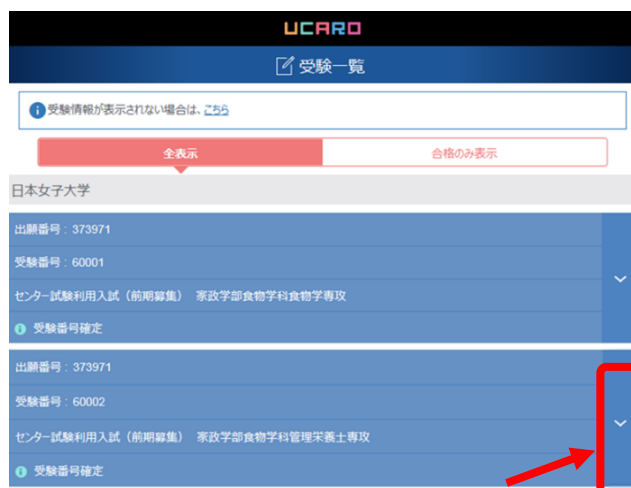 UCARO
受験一覧
受験情報が表示されない場合は、こちら
全表示
合格のみ表示
日本女子大学
出願番号：373971
受験番号：60001
センター試験利用入試（前期募集） 家政学部食物学科食物学専攻
受験番号確定
出願番号：373971
受験番号：60002
センター試験利用入試（前期募集） 家政学部食物学科管理栄養士専攻
受験番号確定